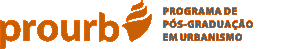 prourb
PROGRAMA DE
PÓS-GRADUAÇÃO
EM URBANISMO